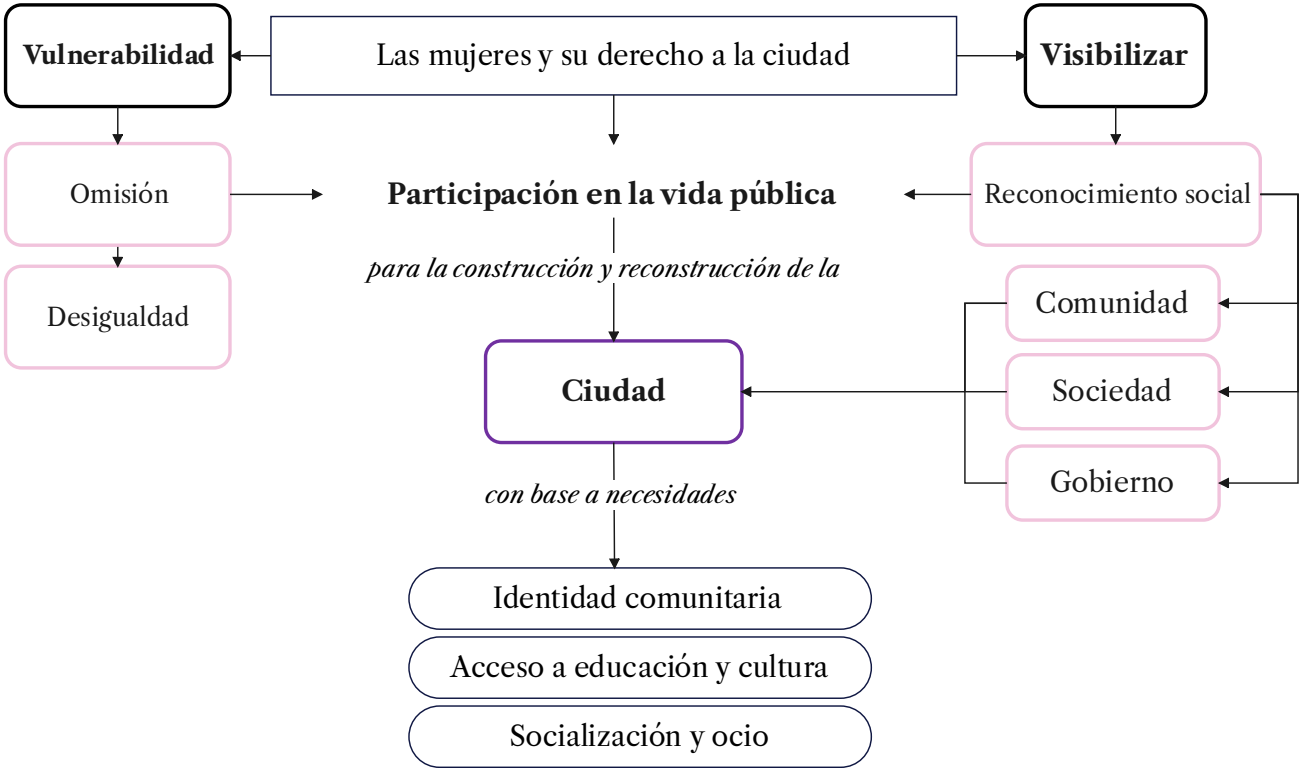 Vulnerabilidad
Las mujeres y su derecho a la ciudad
Visibilizar
Omisión
Participación en la vida pública
Reconocimiento social
para la construcción y reconstrucción de la
Desigualdad
Comunidad
Ciudad
Sociedad
Gobierno
con base a necesidades
Identidad comunitaria
Acceso a educación y cultura
Socialización y ocio